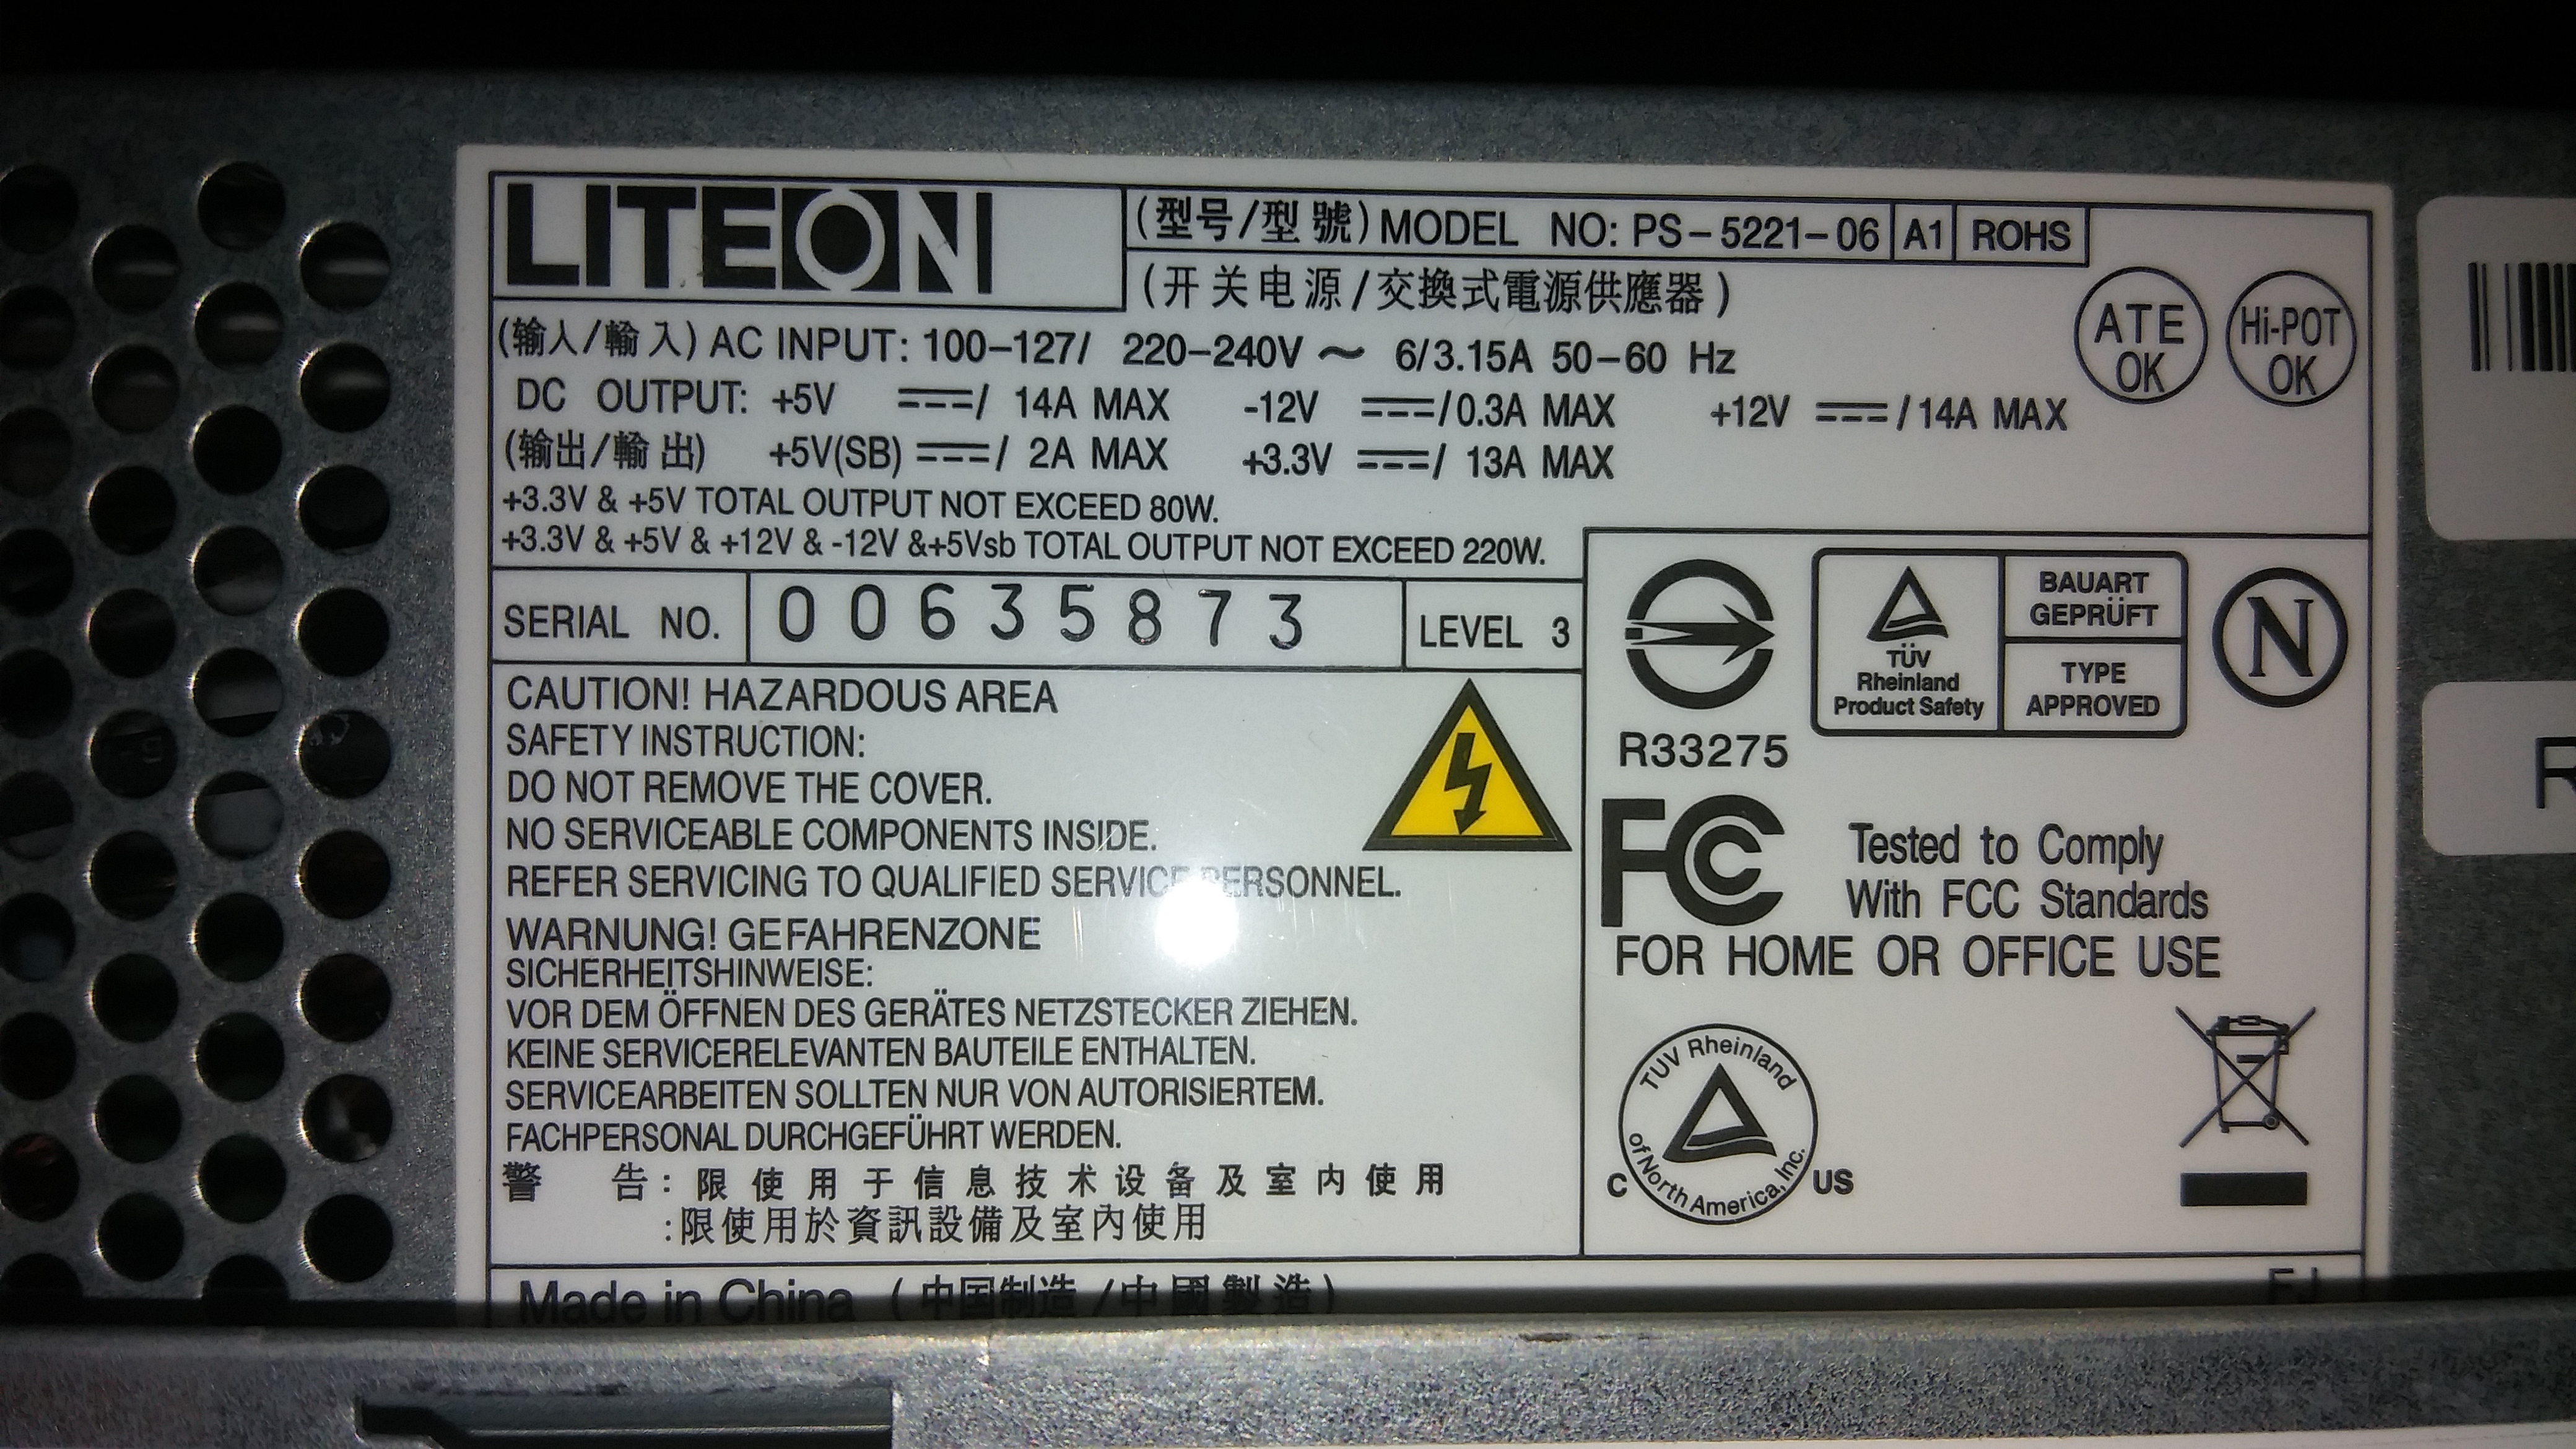 LITEON
(型号/型號) MODEL NO: PS-5221-06 A1 ROHS
(开关电源/交換式電源供應器)
(输入/輸入) AC INPUT: 100-127/ 220-240V ~ 6/3.15A 50-60 Hz
ATE OK
Hi-POT OK
DC OUTPUT: +5V ⎓/ 14A MAX -12V ⎓/0.3A MAX +12V ⎓/14A MAX
(输出/輸出) +5V(SB) ⎓/ 2A MAX +3.3V ⎓/ 13A MAX
+3.3V & +5V TOTAL OUTPUT NOT EXCEED 80W.
+3.3V & +5V & +12V & -12V &+5Vsb TOTAL OUTPUT NOT EXCEED 220W.
SERIAL NO. 00635873 LEVEL 3
CAUTION! HAZARDOUS AREA
SAFETY INSTRUCTION:
DO NOT REMOVE THE COVER.
NO SERVICEABLE COMPONENTS INSIDE.
REFER SERVICING TO QUALIFIED SERVICE PERSONNEL.
WARNUNG! GEFAHRENZONE
SICHERHEITSHINWEISE:
VOR DEM ÖFFNEN DES GERÄTES NETZSTECKER ZIEHEN.
KEINE SERVICERELEVANTEN BAUTEILE ENTHALTEN.
SERVICEARBEITEN SOLLTEN NUR VON AUTORISIERTEM.
FACHPERSONAL DURCHGEFÜHRT WERDEN.
警 告: 限使用于信息技术设备及室内使用
:限使用於資訊設備及室內使用
R33275
TÜV
Rheinland
Product Safety
BAUART
GEPRÜFT
TYPE
APPROVED
N
FC
Tested to Comply
With FCC Standards
FOR HOME OR OFFICE USE
TUV Rheinland
of North America, Inc.
C US
Made in China (中国制造/中國製造)